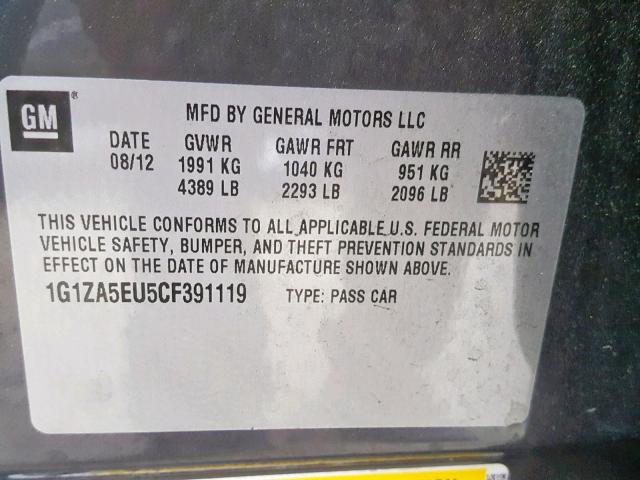 GM ®
MFD BY GENERAL MOTORS LLC
DATE GVWR GAWR FRT GAWR RR
08/12 1991 KG 1040 KG 951 KG
4389 LB 2293 LB 2096 LB
THIS VEHICLE CONFORMS TO ALL APPLICABLE U.S. FEDERAL MOTOR
VEHICLE SAFETY, BUMPER, AND THEFT PREVENTION STANDARDS IN
EFFECT ON THE DATE OF MANUFACTURE SHOWN ABOVE.
1G1ZA5EU5CF391119 TYPE: PASS CAR